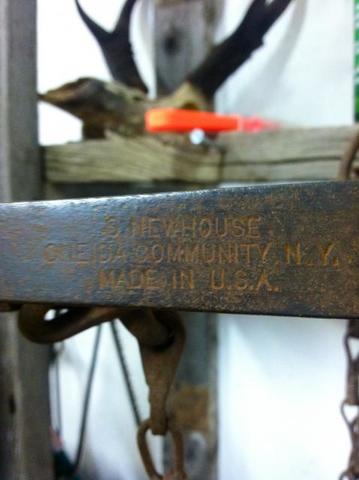 S. NEWHOUSE
ONEIDA COMMUNITY, N.Y.
MADE IN U.S.A.